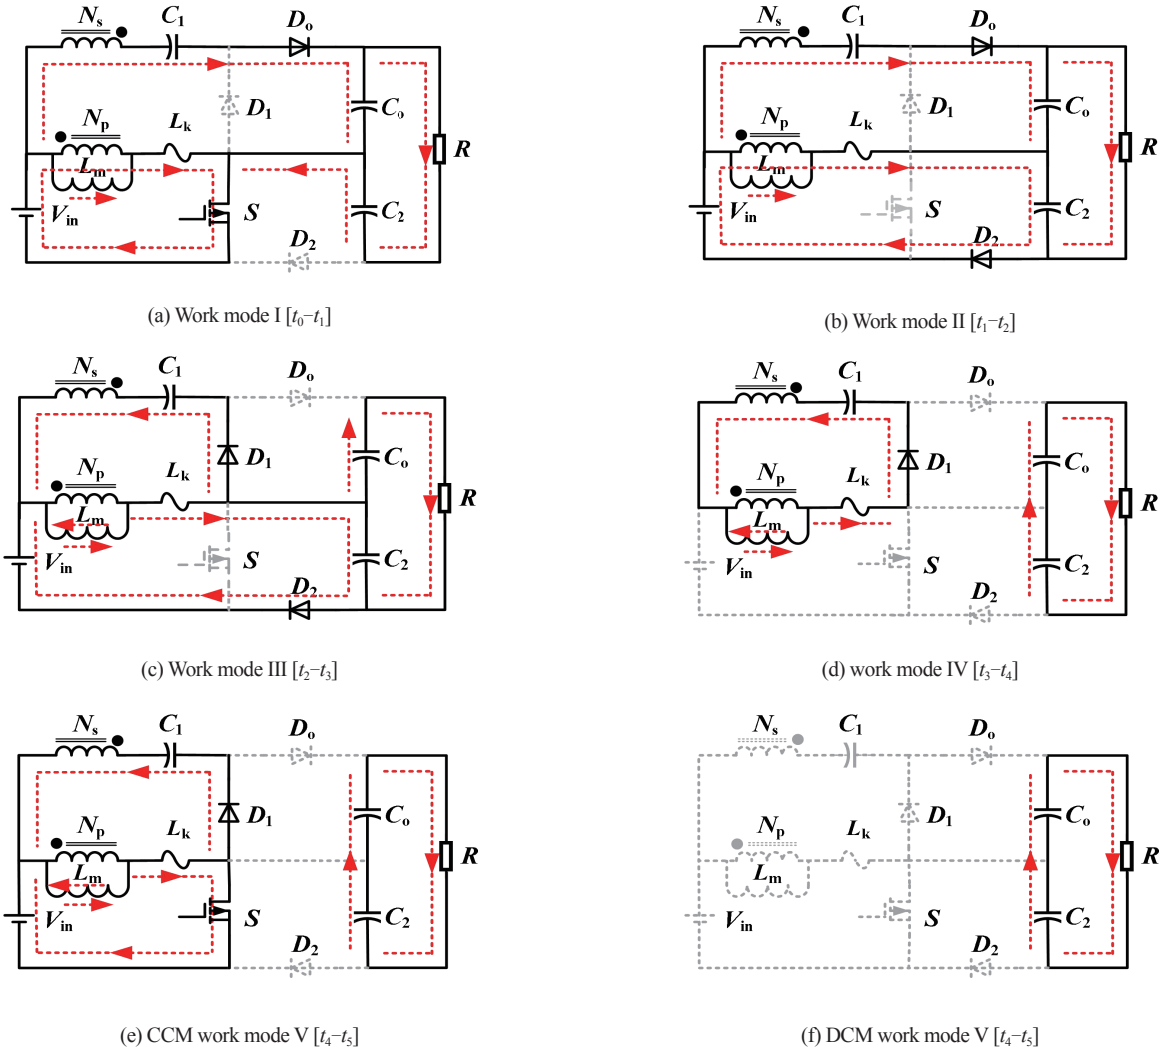 Ns C1 Do Ns C1 Do
D1 Co D1 Co
Np Lk R Np Lk R
Lm Lm
Vin S C2 Vin S C2
D2 D2
(a) Work mode I [t0–t1]
(b) Work mode II [t1–t2]
Ns C1 Do Ns C1 Do
D1 Co D1 Co
Np Lk R Np Lk R
Lm Lm
Vin S C2 Vin S C2
D2 D2
(c) Work mode III [t2–t3]
(d) work mode IV [t3–t4]
Ns C1 Do Ns C1 Do
D1 Co D1 Co
Np Lk R Np Lk R
Lm Lm
Vin S C2 Vin S C2
D2 D2
(e) CCM work mode V [t4–t5]
(f) DCM work mode V [t4–t5]